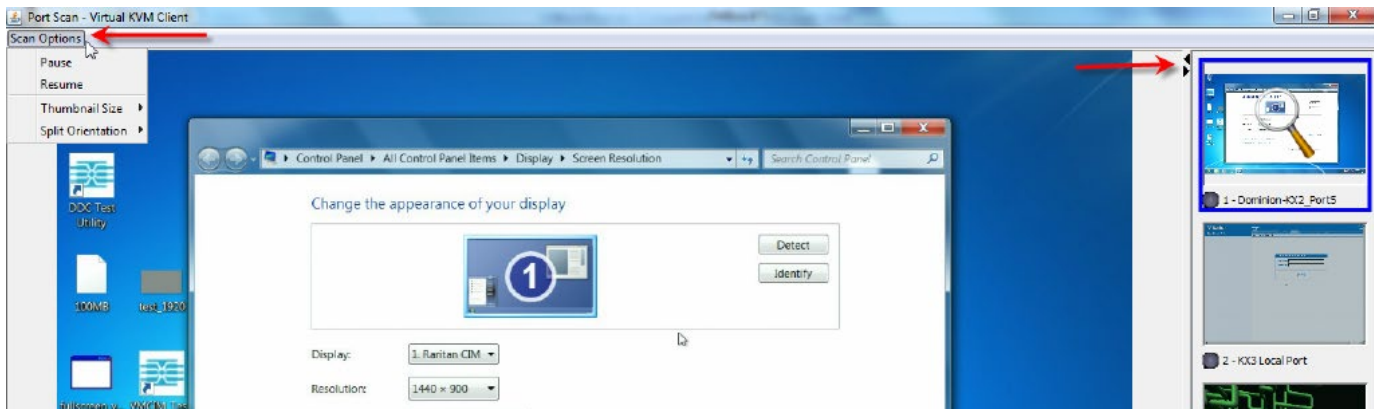 Port Scan - Virtual KVM Client
Scan Options
Pause
Resume
Thumbnail Size
Split Orientation
Control Panel
All Control Panel Items
Display
Screen Resolution
Search Control Panel
DDC Test
Utility
100MB
test_1920
Change the appearance of your display
1
Detect
Identify
Display:
1. Raritan CIM
Resolution:
1440 × 900
1 - Dominion-KX2_Port5
2 - KX3 Local Port